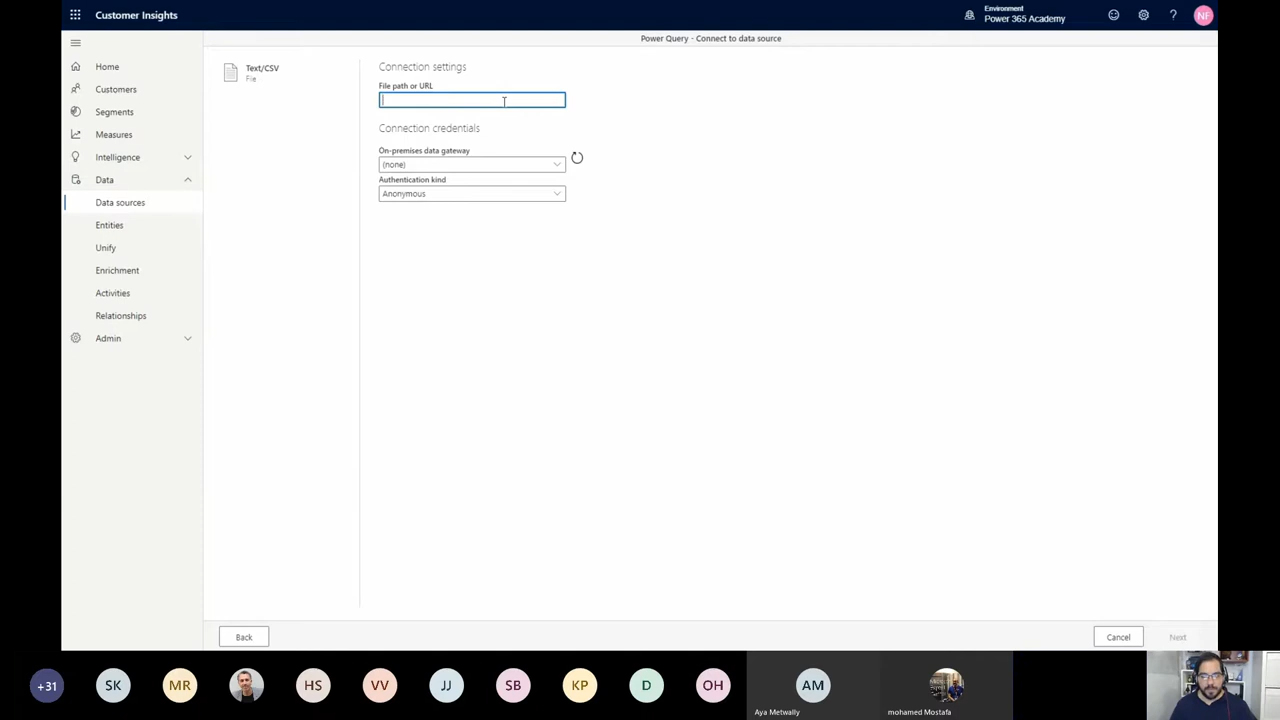 Customer Insights
Environment
Power 365 Academy
NF
Power Query - Connect to data source
Home
Customers
Segments
Measures
Intelligence
Data
Data sources
Entities
Unify
Enrichment
Activities
Relationships
Admin
Text/CSV
File
Connection settings
File path or URL
Connection credentials
On-premises data gateway
(none)
Authentication kind
Anonymous
Back
Cancel
Next
+31
SK
MR
HS
VV
JJ
SB
KP
D
OH
AM
Aya Metwally
mohamed Mostafa